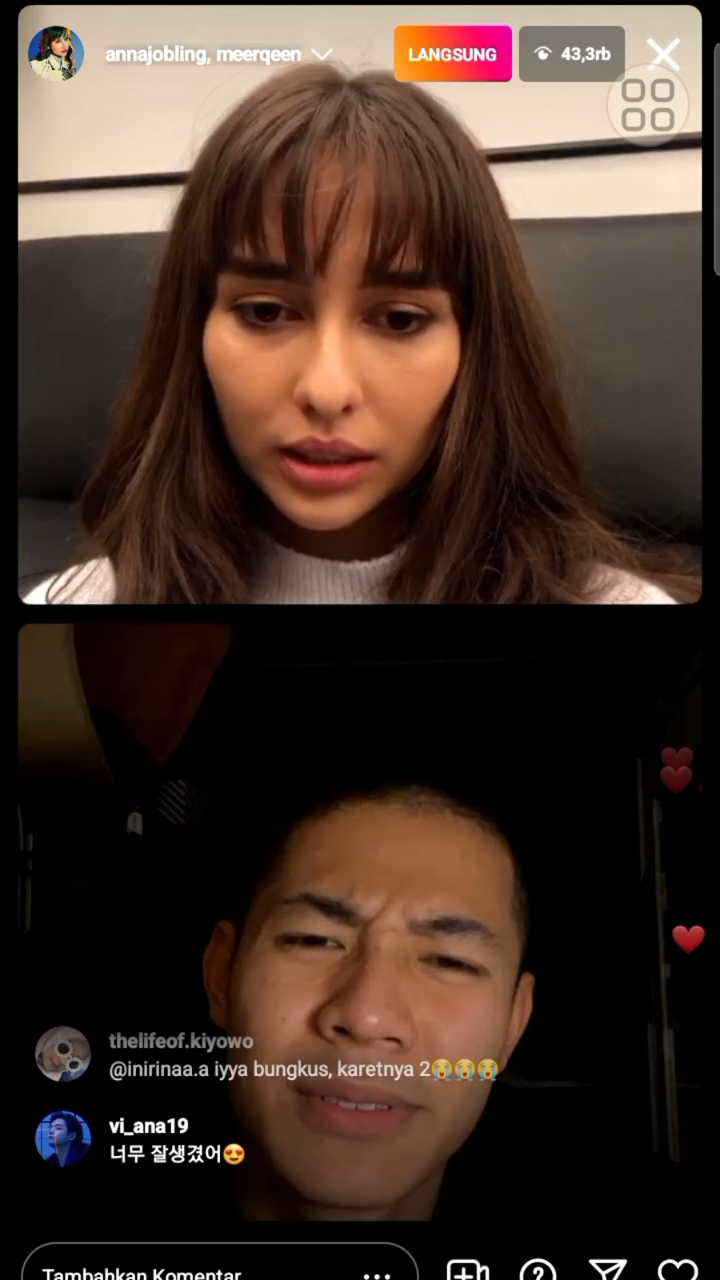 annajobling, meerqeen
LANGSUNG
43,3rb
thelifeof.kiyowo
@inirinaa.a iyya bungkus, karetnya 2😭😭😭
vi_ana19
너무 잘생겼어😍
Tambahkan Komentar